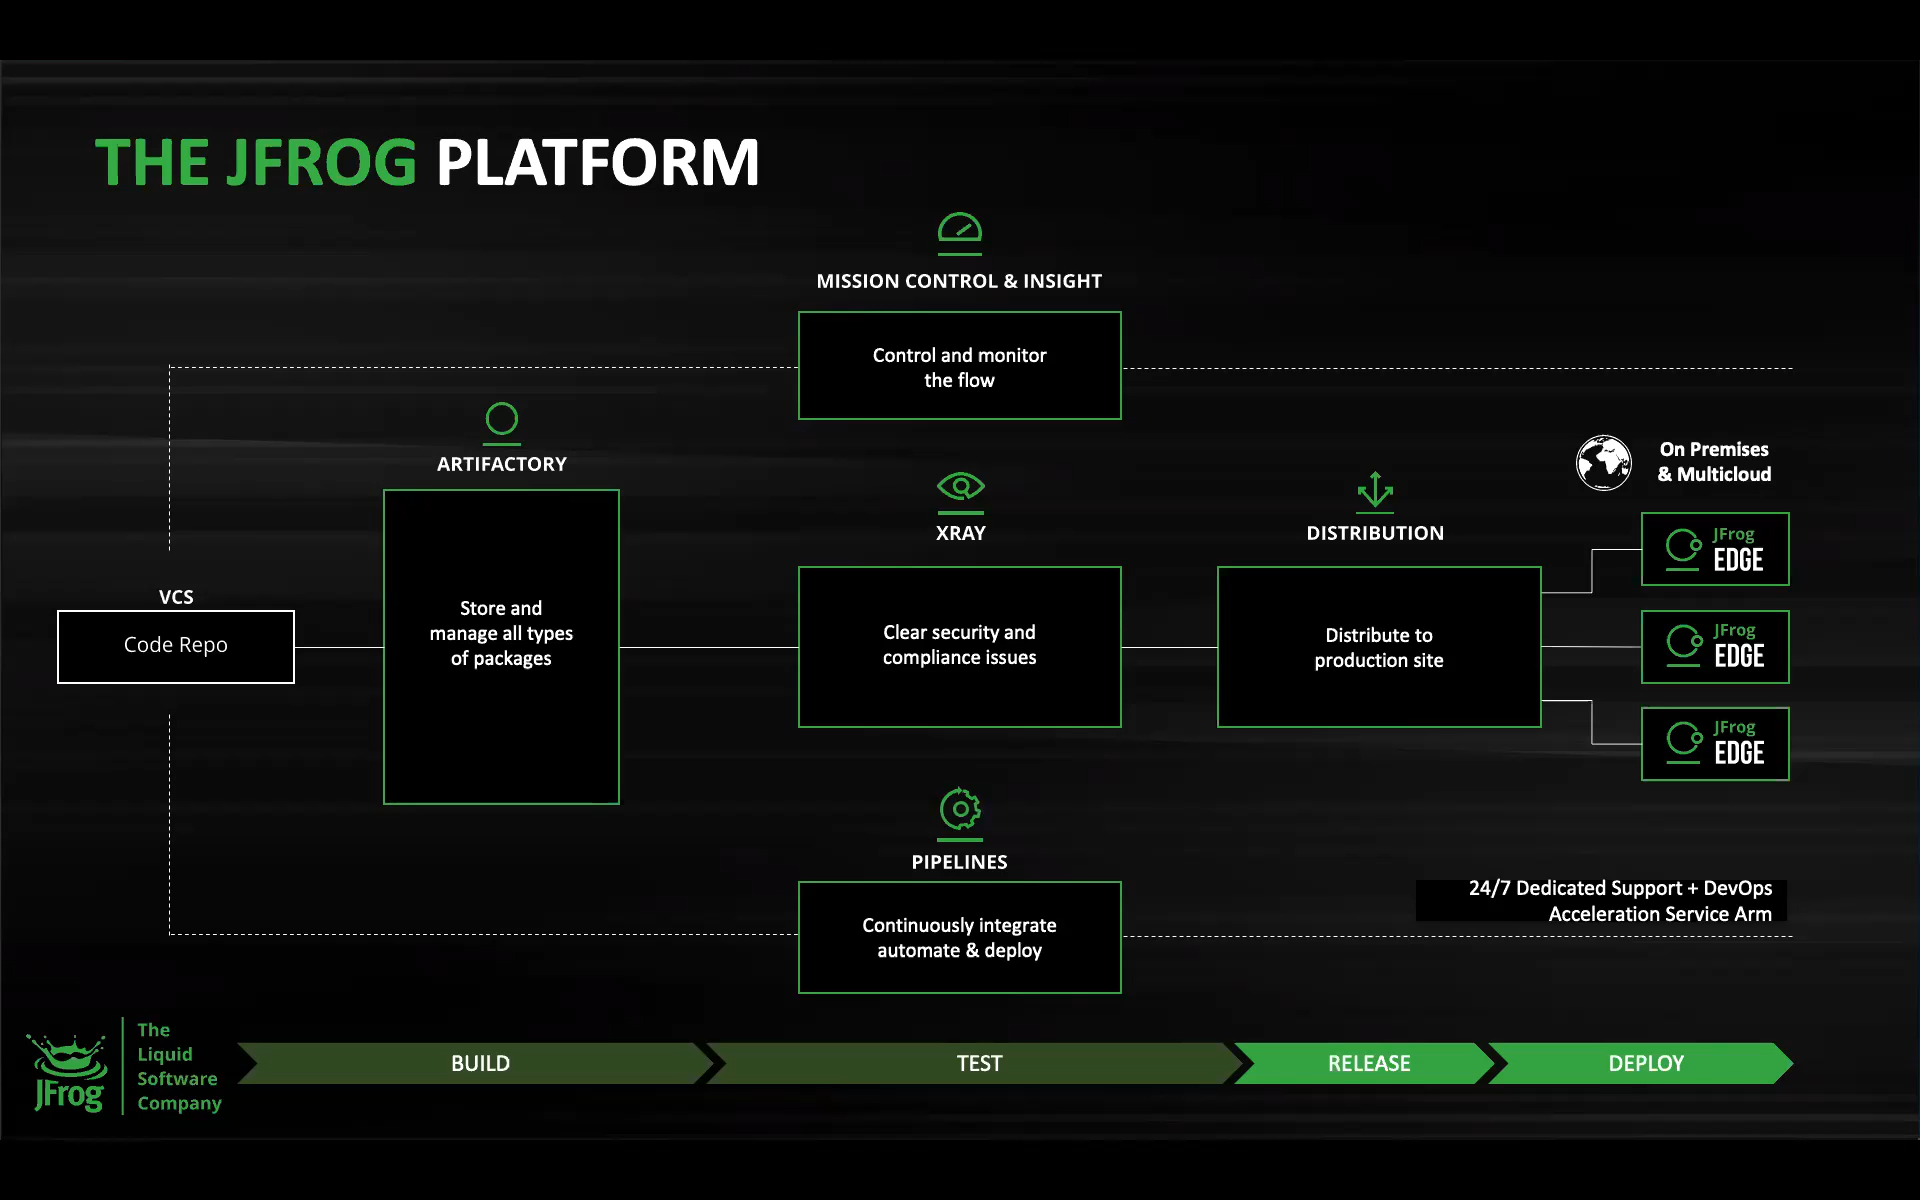 THE JFROG PLATFORM
MISSION CONTROL & INSIGHT
Control and monitor
the flow
ARTIFACTORY
Store and
manage all types
of packages
VCS
Code Repo
XRAY
Clear security and
compliance issues
DISTRIBUTION
Distribute to
production site
On Premises
& Multicloud
JFrog
EDGE
JFrog
EDGE
JFrog
EDGE
PIPELINES
Continuously integrate
automate & deploy
24/7 Dedicated Support + DevOps
Acceleration Service Arm
JFrog
The
Liquid
Software
Company
BUILD
TEST
RELEASE
DEPLOY